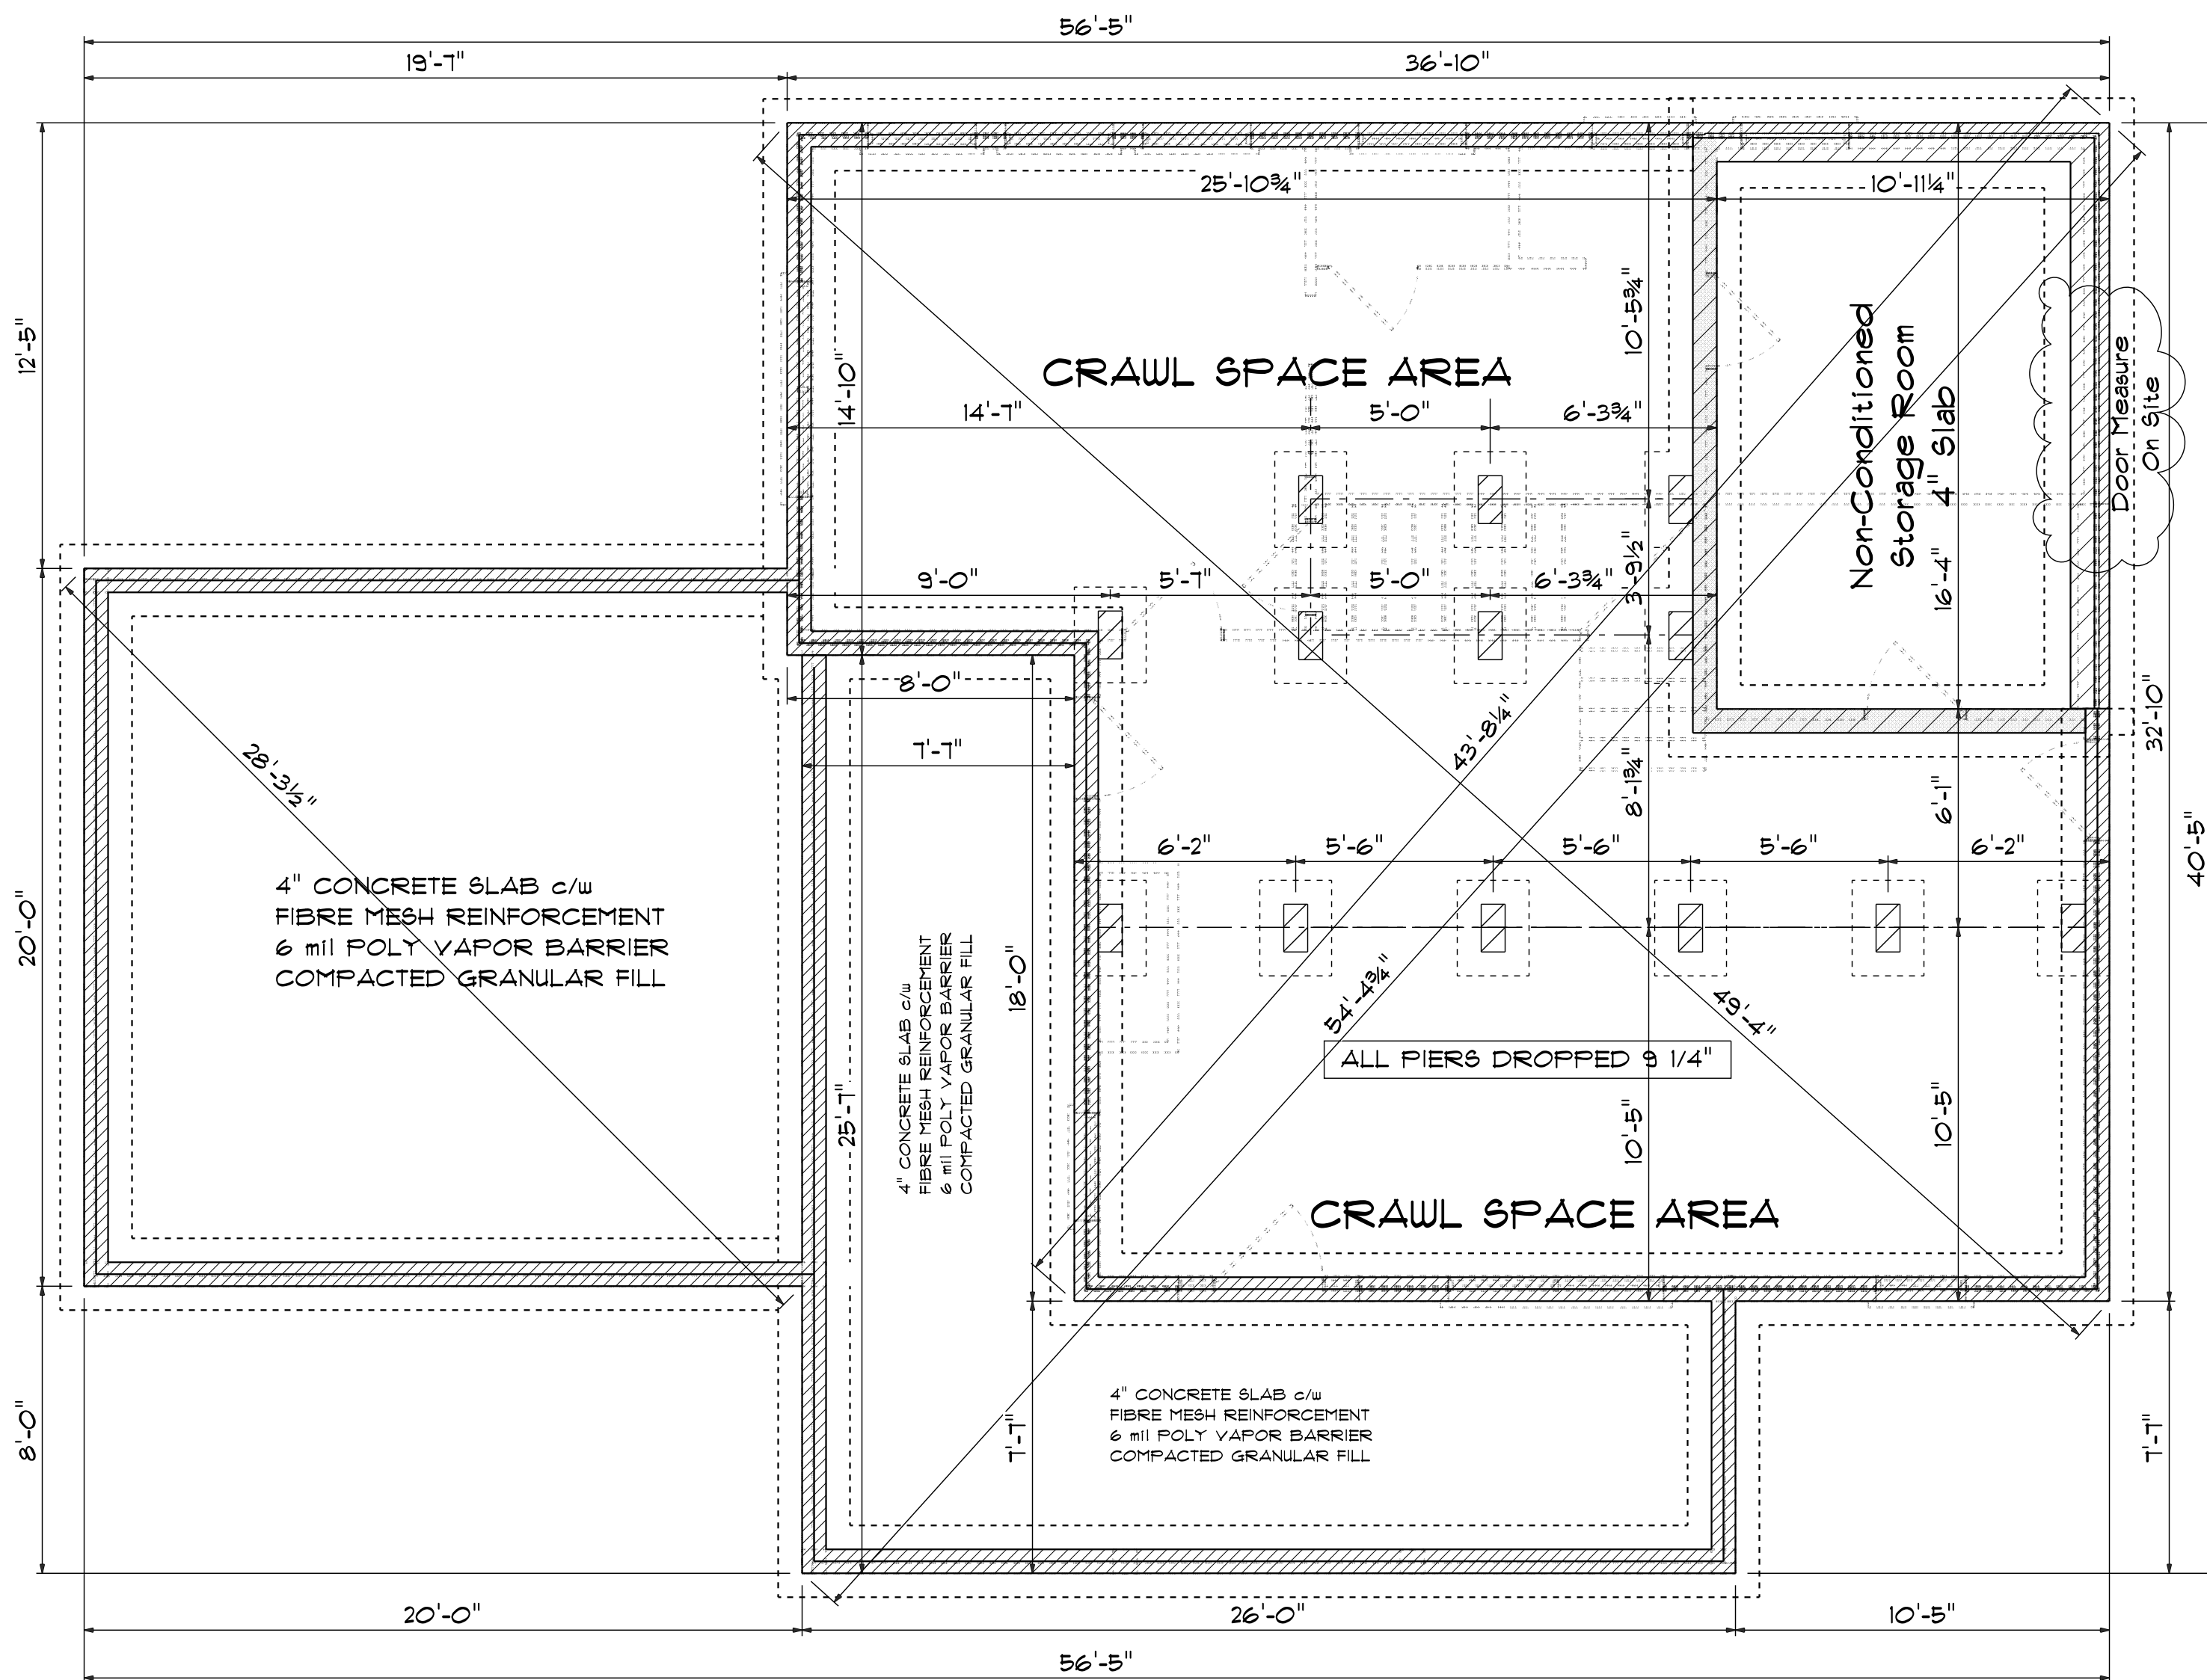 56'-5"
19'-7"
36'-10"
25'-10¾"
10'-11¼"
12'-5"
14'-10"
10'-5¾"
CRAWL SPACE AREA
Non-Conditioned
Storage Room
4" Slab
Door Measure
On Site
14'-7"
5'-0"
6'-3¾"
3'-9½"
16'-4"
9'-0"
5'-7"
5'-0"
6'-3¾"
8'-0"
7'-7"
43'-8¼"
32'-10"
28'-3½"
8'-1¾"
6'-1"
40'-5"
6'-2"
5'-6"
5'-6"
5'-6"
6'-2"
20'-0"
4" CONCRETE SLAB c/w
FIBRE MESH REINFORCEMENT
6 mil POLY VAPOR BARRIER
COMPACTED GRANULAR FILL
4" CONCRETE SLAB c/w
FIBRE MESH REINFORCEMENT
6 mil POLY VAPOR BARRIER
COMPACTED GRANULAR FILL
18'-0"
54'-4¾"
49'-4"
ALL PIERS DROPPED 9 1/4"
25'-7"
10'-5"
10'-5"
CRAWL SPACE AREA
8'-0"
7'-7"
4" CONCRETE SLAB c/w
FIBRE MESH REINFORCEMENT
6 mil POLY VAPOR BARRIER
COMPACTED GRANULAR FILL
7'-7"
20'-0"
26'-0"
10'-5"
56'-5"